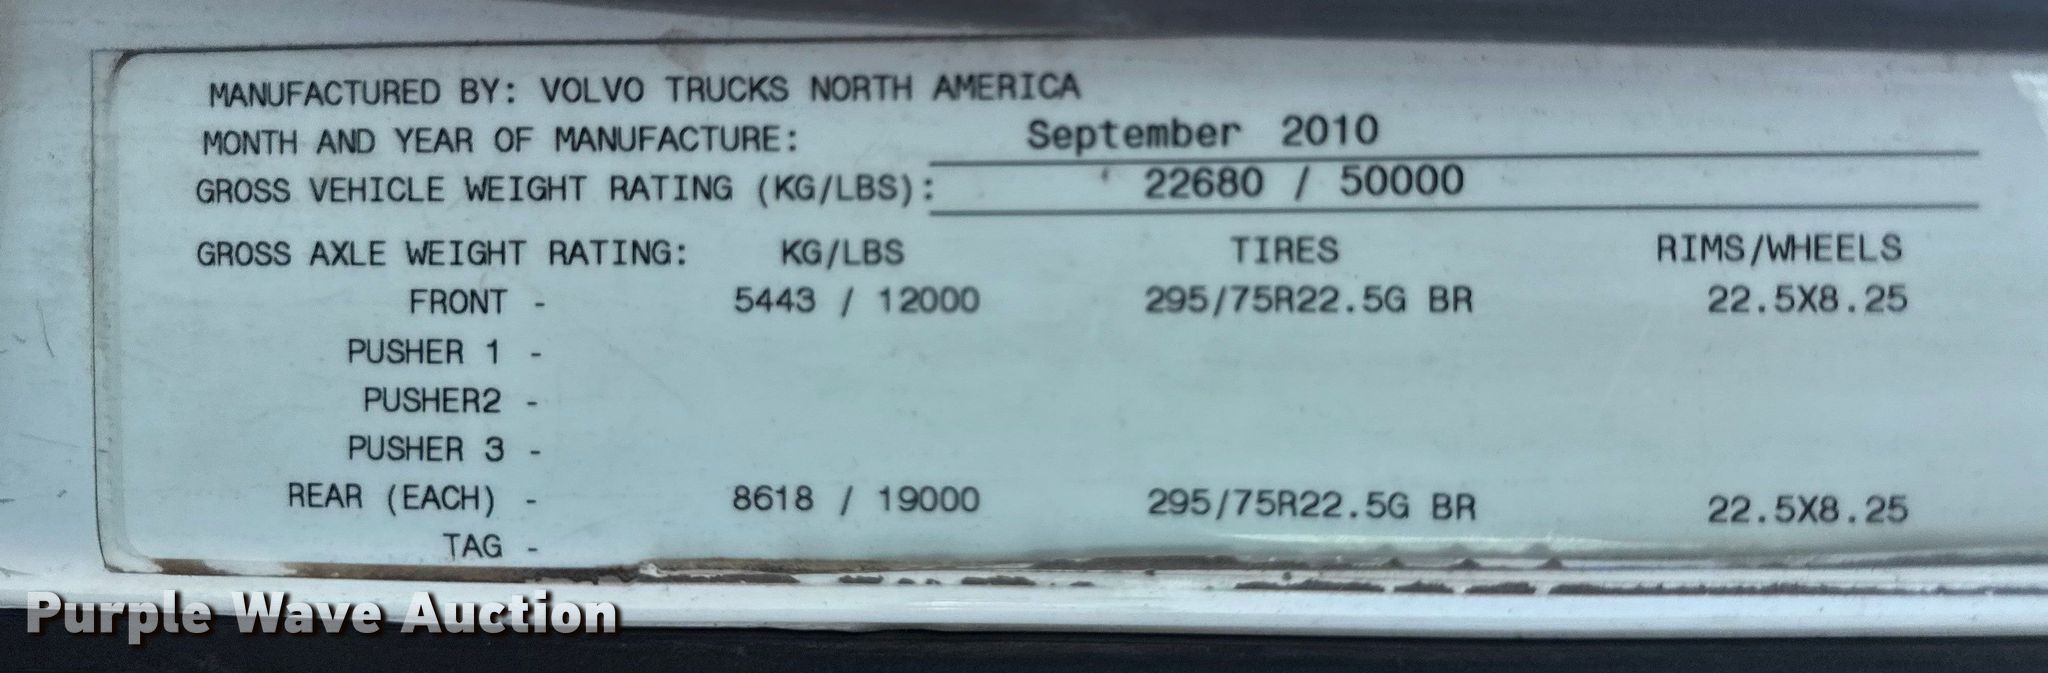 MANUFACTURED BY: VOLVO TRUCKS NORTH AMERICA
MONTH AND YEAR OF MANUFACTURE: September 2010
GROSS VEHICLE WEIGHT RATING (KG/LBS): 22680 / 50000
GROSS AXLE WEIGHT RATING: KG/LBS TIRES RIMS/WHEELS
FRONT - 5443 / 12000 295/75R22.5G BR 22.5X8.25
PUSHER 1 -
PUSHER2 -
PUSHER 3 -
REAR (EACH) - 8618 / 19000 295/75R22.5G BR 22.5X8.25
TAG -
Purple Wave Auction